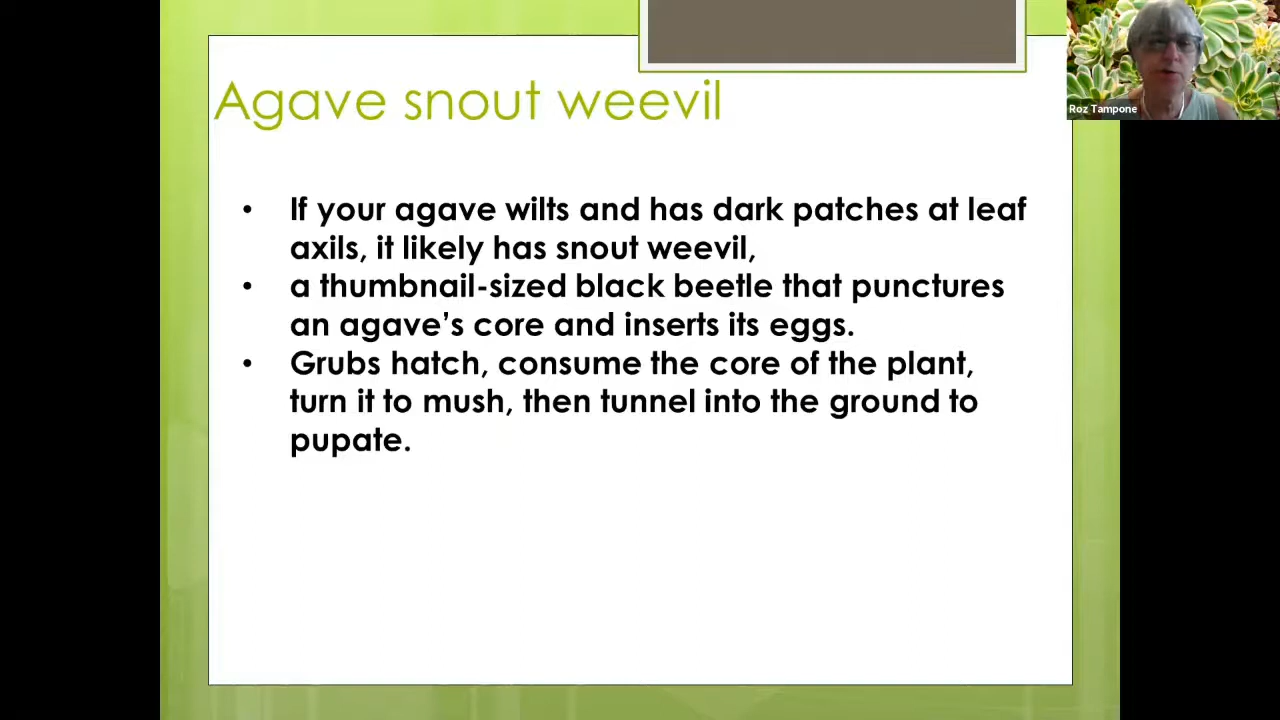 Agave snout weevil
Roz Tampone
• If your agave wilts and has dark patches at leaf
axils, it likely has snout weevil,
• a thumbnail-sized black beetle that punctures
an agave’s core and inserts its eggs.
• Grubs hatch, consume the core of the plant,
turn it to mush, then tunnel into the ground to
pupate.